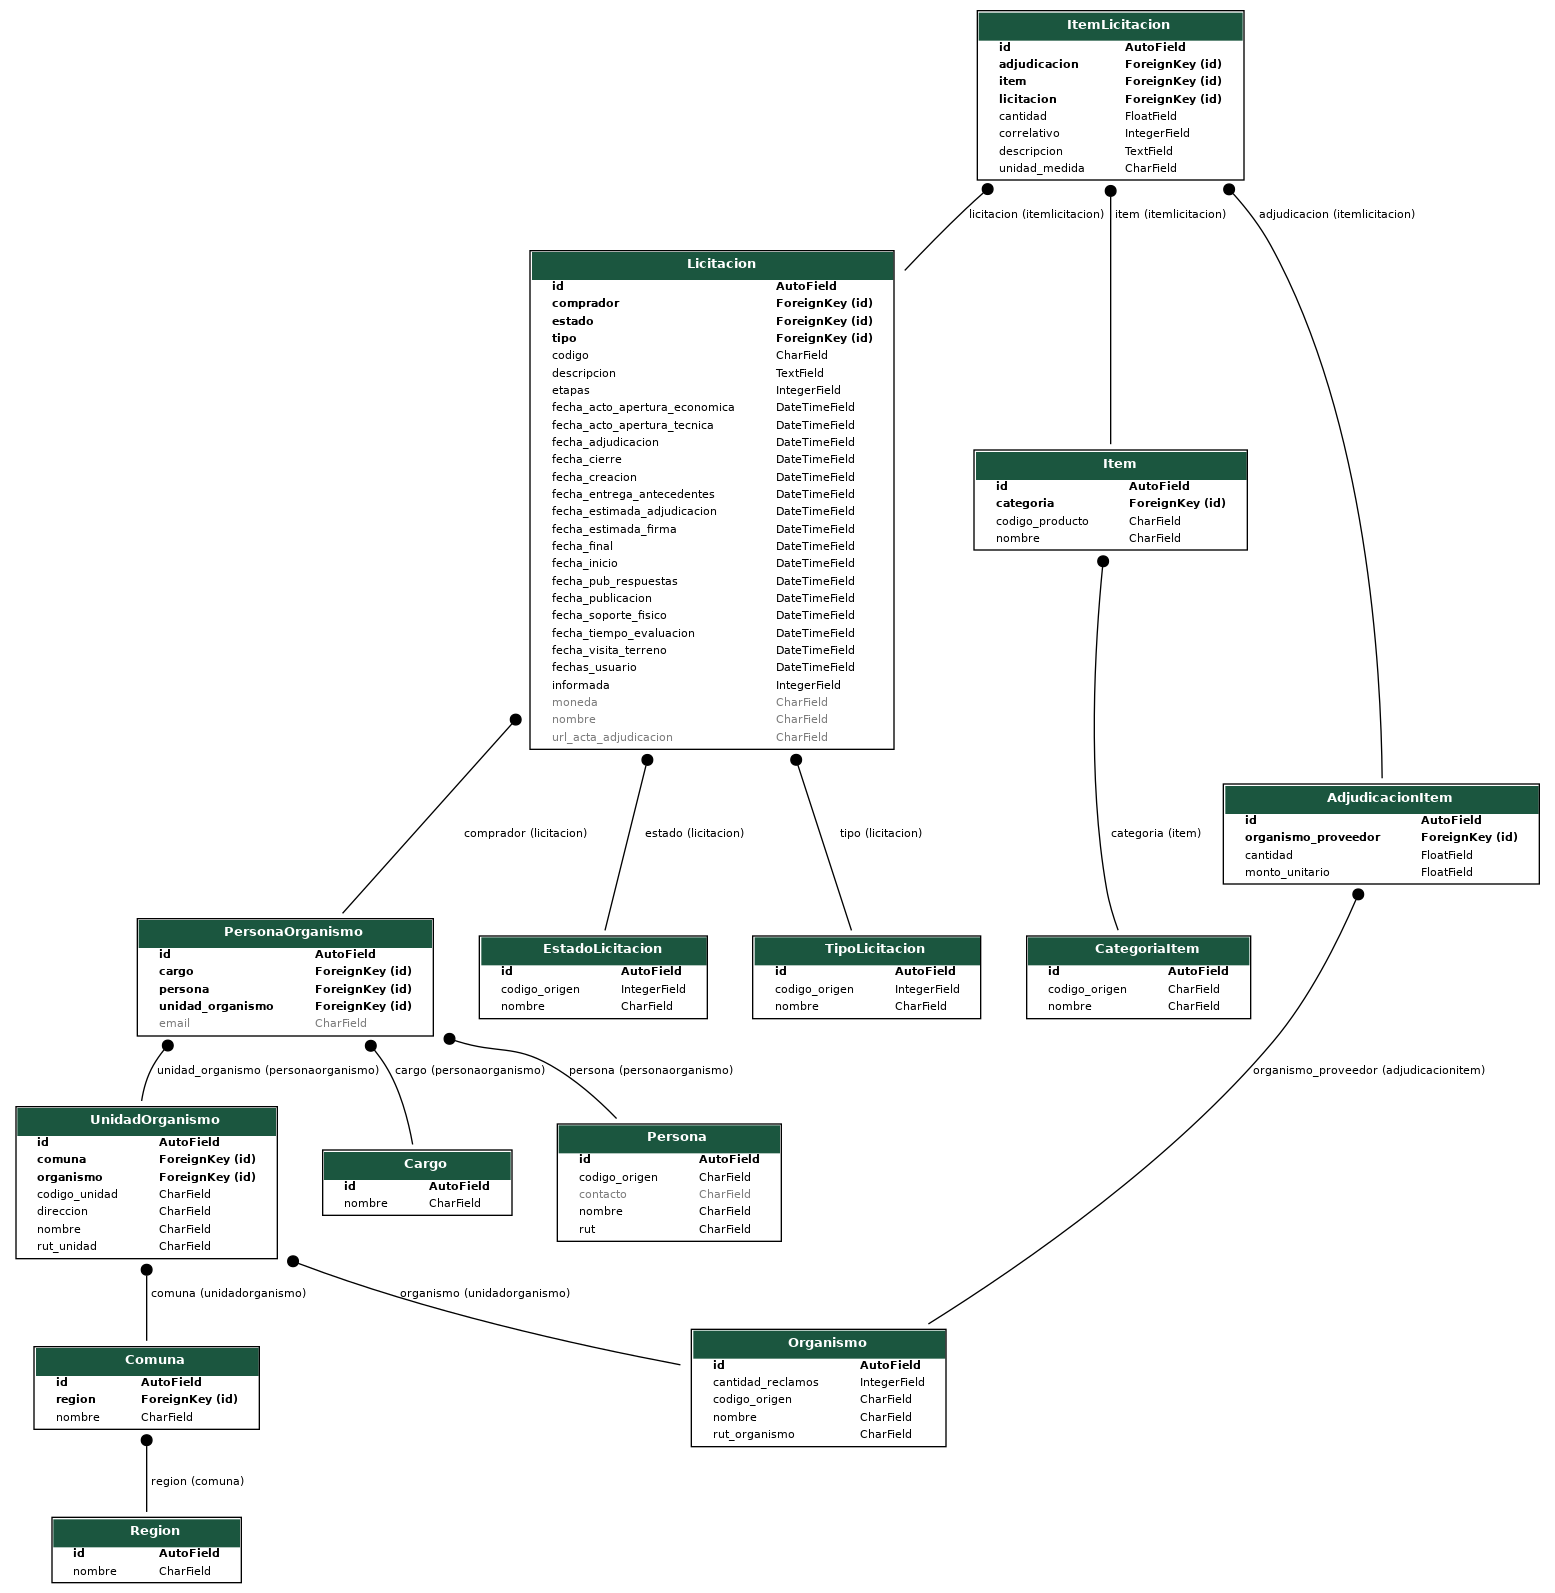 ItemLicitacion
id AutoField
adjudicacion ForeignKey (id)
item ForeignKey (id)
licitacion ForeignKey (id)
cantidad FloatField
correlativo IntegerField
descripcion TextField
unidad_medida CharField
licitacion (itemlicitacion)
item (itemlicitacion)
adjudicacion (itemlicitacion)
Licitacion
id AutoField
comprador ForeignKey (id)
estado ForeignKey (id)
tipo ForeignKey (id)
codigo CharField
descripcion TextField
etapas IntegerField
fecha_acto_apertura_economica DateTimeField
fecha_acto_apertura_tecnica DateTimeField
fecha_adjudicacion DateTimeField
fecha_cierre DateTimeField
fecha_creacion DateTimeField
fecha_entrega_antecedentes DateTimeField
fecha_estimada_adjudicacion DateTimeField
fecha_estimada_firma DateTimeField
fecha_final DateTimeField
fecha_inicio DateTimeField
fecha_pub_respuestas DateTimeField
fecha_publicacion DateTimeField
fecha_soporte_fisico DateTimeField
fecha_tiempo_evaluacion DateTimeField
fecha_visita_terreno DateTimeField
fechas_usuario DateTimeField
informada IntegerField
moneda CharField
nombre CharField
url_acta_adjudicacion CharField
Item
id AutoField
categoria ForeignKey (id)
codigo_producto CharField
nombre CharField
AdjudicacionItem
id AutoField
organismo_proveedor ForeignKey (id)
cantidad FloatField
monto_unitario FloatField
comprador (licitacion)
estado (licitacion)
tipo (licitacion)
categoria (item)
PersonaOrganismo
id AutoField
cargo ForeignKey (id)
persona ForeignKey (id)
unidad_organismo ForeignKey (id)
email CharField
EstadoLicitacion
id AutoField
codigo_origen IntegerField
nombre CharField
TipoLicitacion
id AutoField
codigo_origen IntegerField
nombre CharField
CategoriaItem
id AutoField
codigo_origen CharField
nombre CharField
unidad_organismo (personaorganismo)
cargo (personaorganismo)
persona (personaorganismo)
organismo_proveedor (adjudicacionitem)
UnidadOrganismo
id AutoField
comuna ForeignKey (id)
organismo ForeignKey (id)
codigo_unidad CharField
direccion CharField
nombre CharField
rut_unidad CharField
Cargo
id AutoField
nombre CharField
Persona
id AutoField
codigo_origen CharField
contacto CharField
nombre CharField
rut CharField
comuna (unidadorganismo)
organismo (unidadorganismo)
Comuna
id AutoField
region ForeignKey (id)
nombre CharField
Organismo
id AutoField
cantidad_reclamos IntegerField
codigo_origen CharField
nombre CharField
rut_organismo CharField
region (comuna)
Region
id AutoField
nombre CharField